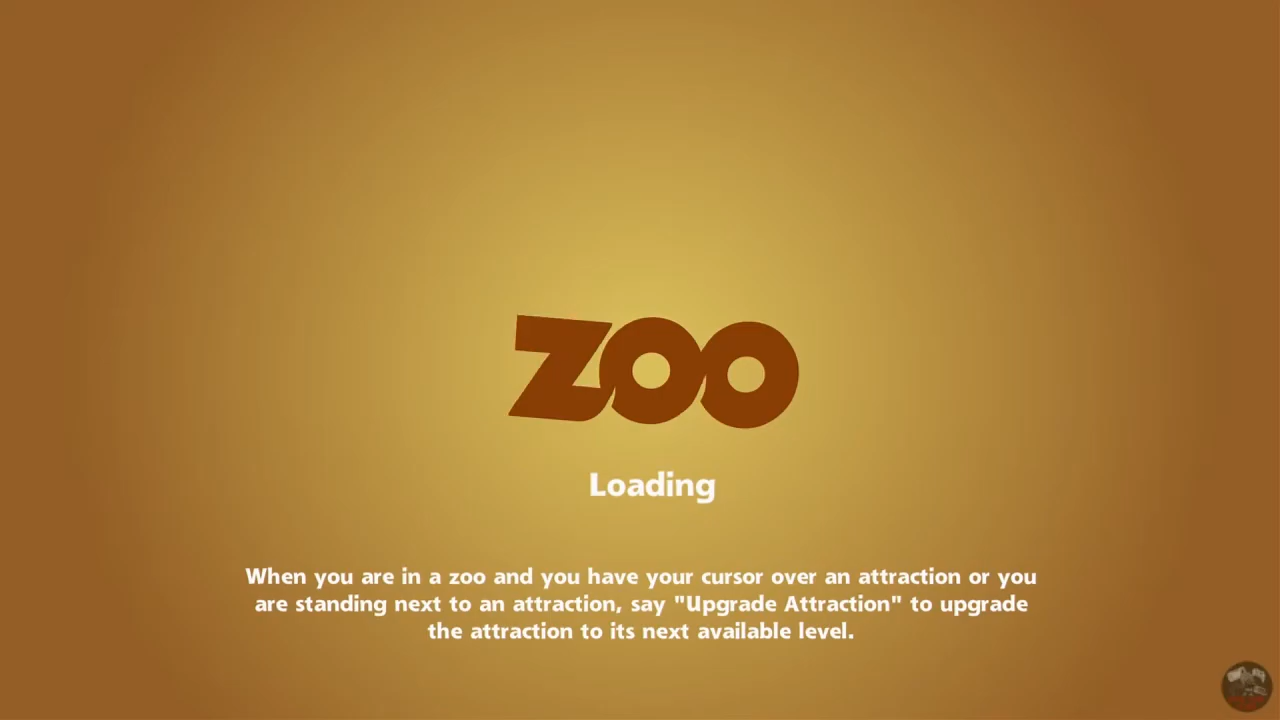 ZOO
Loading
When you are in a zoo and you have your cursor over an attraction or you
are standing next to an attraction, say "Upgrade Attraction" to upgrade
the attraction to its next available level.